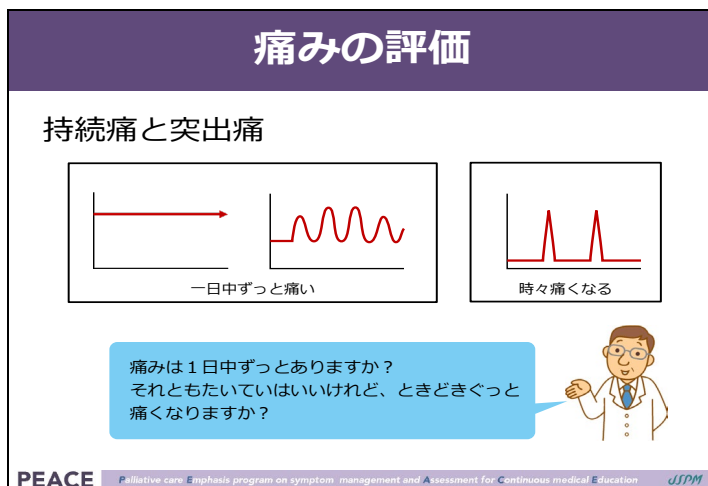 痛みの評価
持続痛と突出痛
一日中ずっと痛い
時々痛くなる
痛みは１日中ずっとありますか？
それともたいていはいいけれど、ときどきぐっと
痛くなりますか？
PEACE Palliative care Emphasis program on symptom management and Assessment for Continuous medical Education JSPM